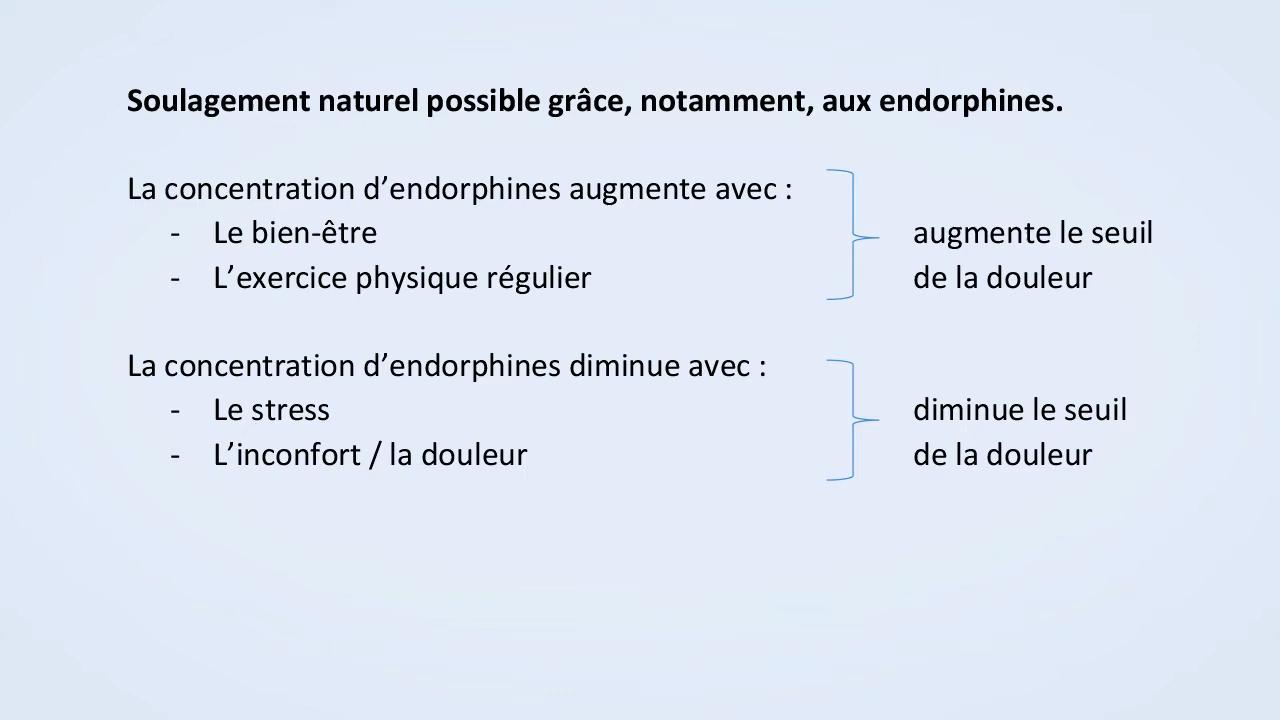 Soulagement naturel possible grâce, notamment, aux endorphines.
La concentration d’endorphines augmente avec :
- Le bien-être
- L’exercice physique régulier
augmente le seuil
de la douleur
La concentration d’endorphines diminue avec :
- Le stress
- L’inconfort / la douleur
diminue le seuil
de la douleur